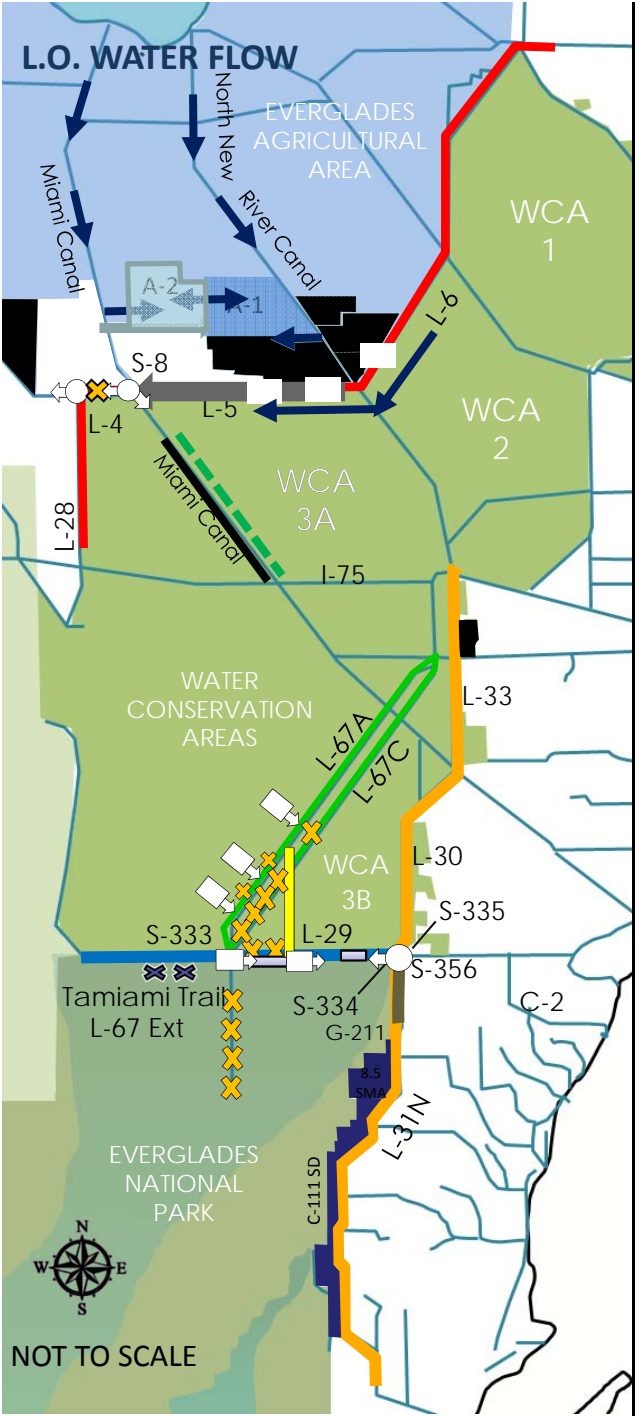 L.O. WATER FLOW
North New
River Canal
EVERGLADES
AGRICULTURAL
AREA
Miami Canal
WCA
1
A-2
A-1
L-6
S-8
L-4
L-5
WCA
2
WCA
3A
Miami Canal
L-28
I-75
WATER
CONSERVATION
AREAS
L-33
L-67A
L-67C
WCA
3B
L-30
S-335
S-333
L-29
S-356
Tamiami Trail
L-67 Ext
S-334
G-211
C-2
8.5
SMA
L-31N
C-111 SD
EVERGLADES
NATIONAL
PARK
N
W
E
S
NOT TO SCALE